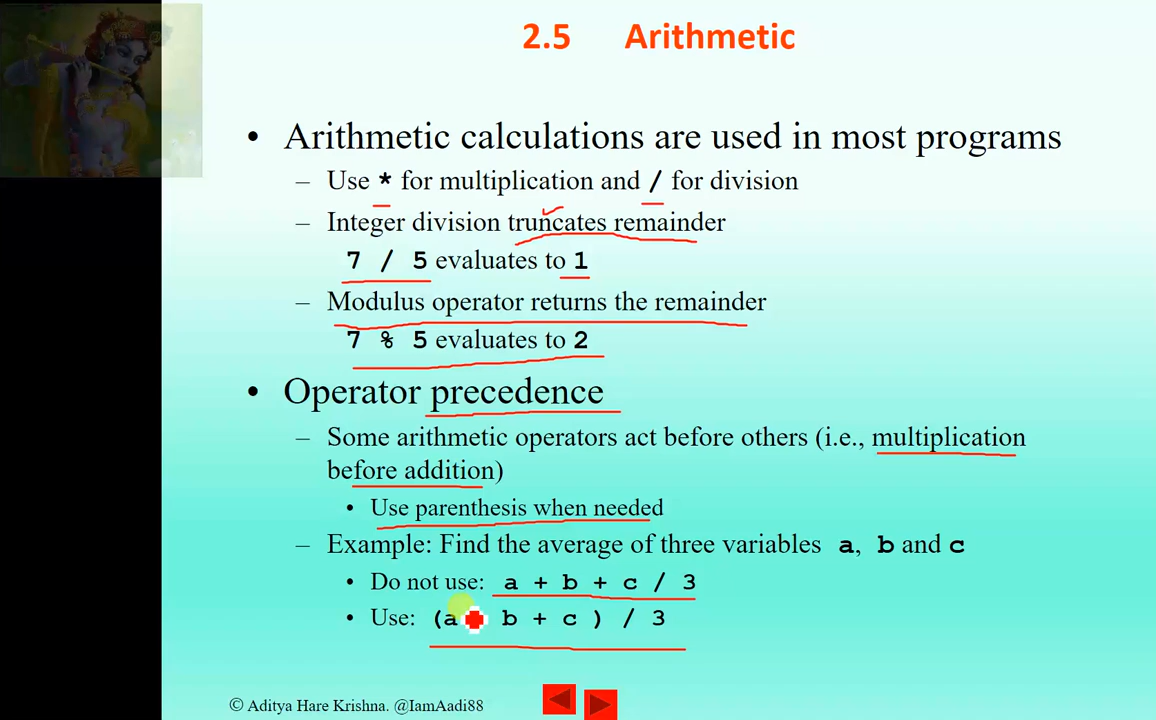 2.5 Arithmetic
• Arithmetic calculations are used in most programs
– Use * for multiplication and / for division
– Integer division truncates remainder
7 / 5 evaluates to 1
– Modulus operator returns the remainder
7 % 5 evaluates to 2
• Operator precedence
– Some arithmetic operators act before others (i.e., multiplication
before addition)
• Use parenthesis when needed
– Example: Find the average of three variables a, b and c
• Do not use: a + b + c / 3
• Use: (a b + c ) / 3
© Aditya Hare Krishna. @IamAadi88